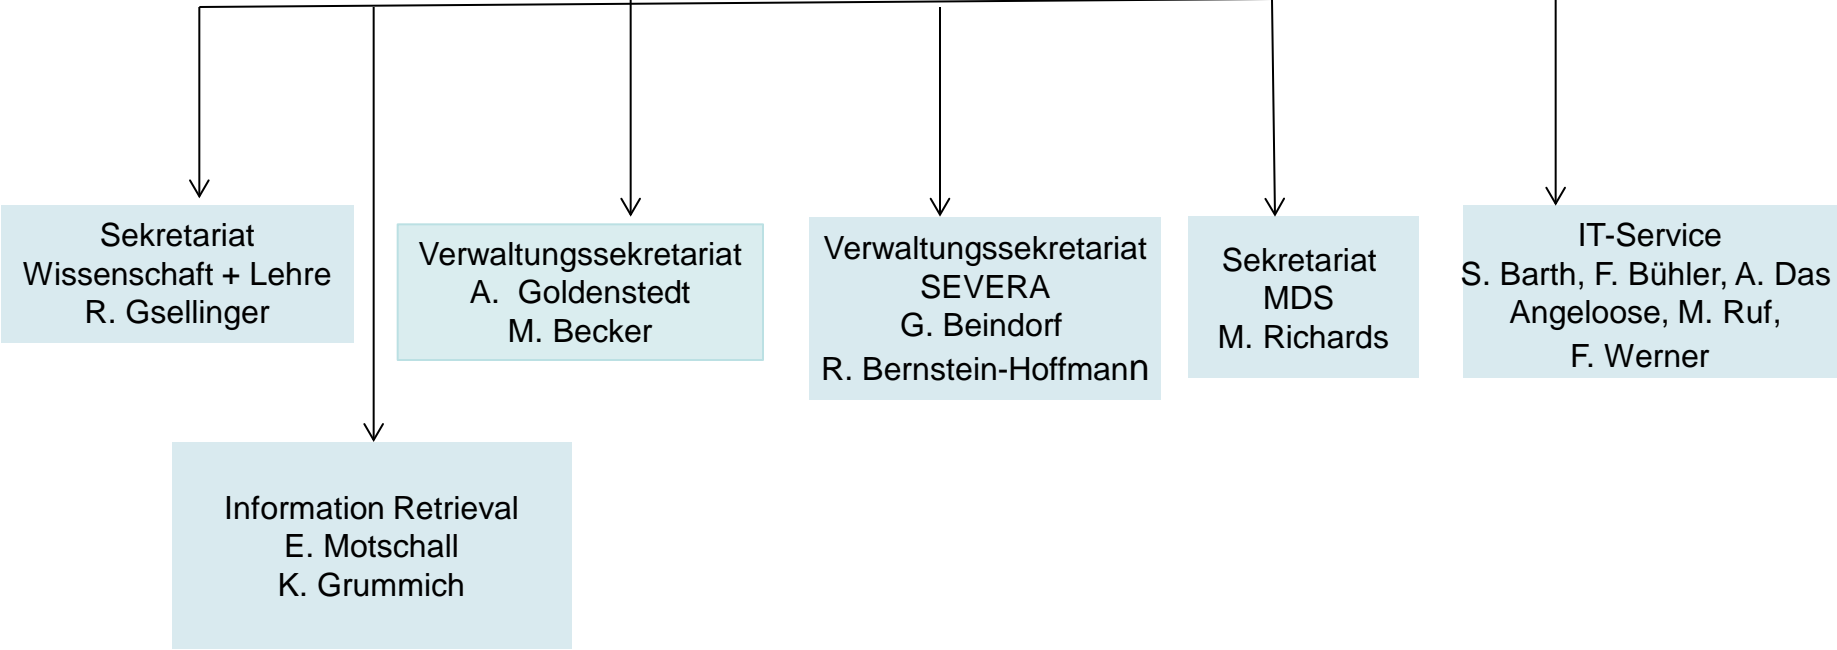 Sekretariat
Wissenschaft + Lehre
R. Gsellinger
Verwaltungssekretariat
A. Goldenstedt
M. Becker
Verwaltungssekretariat
SEVERA
G. Beindorf
R. Bernstein-Hoffmann
Sekretariat
MDS
M. Richards
IT-Service
S. Barth, F. Bühler, A. Das
Angeloose, M. Ruf,
F. Werner
Information Retrieval
E. Motschall
K. Grummich